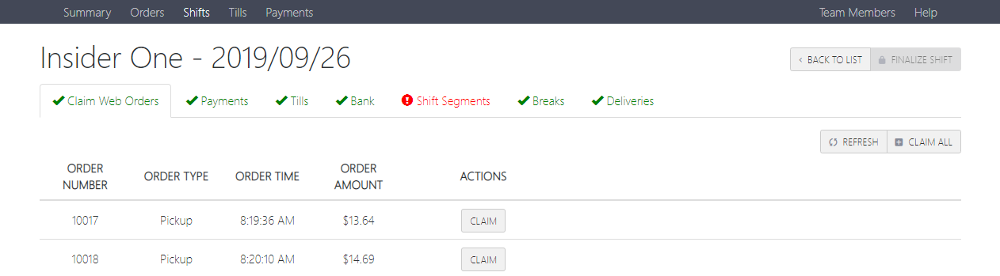 Summary Orders Shifts Tills Payments Team Members Help
Insider One - 2019/09/26
BACK TO LIST FINALIZE SHIFT
Claim Web Orders Payments Tills Bank Shift Segments Breaks Deliveries
REFRESH CLAIM ALL
ORDER NUMBER ORDER TYPE ORDER TIME ORDER AMOUNT ACTIONS
10017 Pickup 8:19:36 AM $13.64 CLAIM
10018 Pickup 8:20:10 AM $14.69 CLAIM